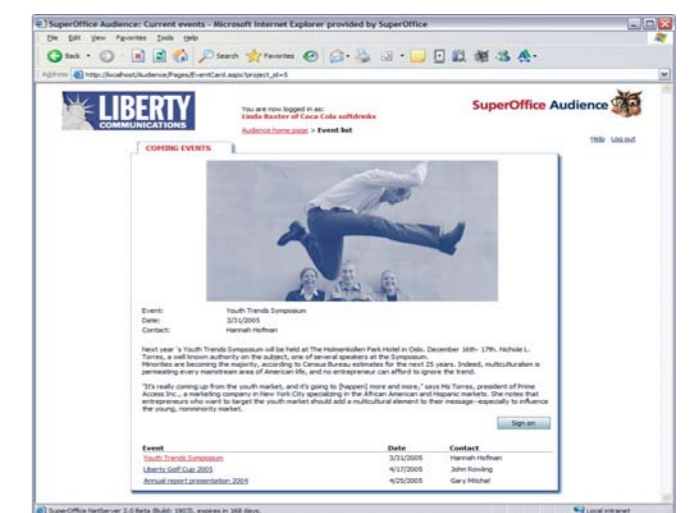 SuperOffice Audience: Current events - Microsoft Internet Explorer provided by SuperOffice
File Edit View Favorites Tools Help
Back Search Favorites
Address http://localhost/Audience/Pages/EventCard.aspx?project_id=5
LIBERTY
COMMUNICATIONS
You are now logged in as:
Linda Baxter of Coca Cola softdrinks
Audience home page > Event list
SuperOffice Audience
Help Log out
COMING EVENTS
Event: Youth Trends Symposium
Date: 3/31/2005
Contact: Hannah Hofman
Next year `s Youth Trends Symposium will be held at The Holmenkollen Park Hotel in Oslo. December 16th- 17th. Nichole L.
Torres, a well known authority on the subject, one of several speakers at the Symposium.
Minorities are becoming the majority, according to Census Bureau estimates for the next 25 years. Indeed, multiculturalism is
permeating every mainstream area of American life, and no entrepreneur can afford to ignore the trend.
"It's really coming up from the youth market, and it's going to [happen] more and more," says Ms Torres, president of Prime
Access Inc., a marketing company in New York City specializing in the African American and Hispanic markets. She notes that
entrepreneurs who want to target the youth market should add a multicultural element to their message--especially to influence
the young, nonminority market.
Sign on
Event Date Contact
Youth Trends Symposium 3/31/2005 Hannah Hofman
Liberty Golf Cup 2005 4/17/2005 John Rowling
Annual report presentation 2004 4/25/2005 Gary Mitchel
SuperOffice NetServer 2.0 Beta (Build: 1903), expires in 168 days. Local intranet